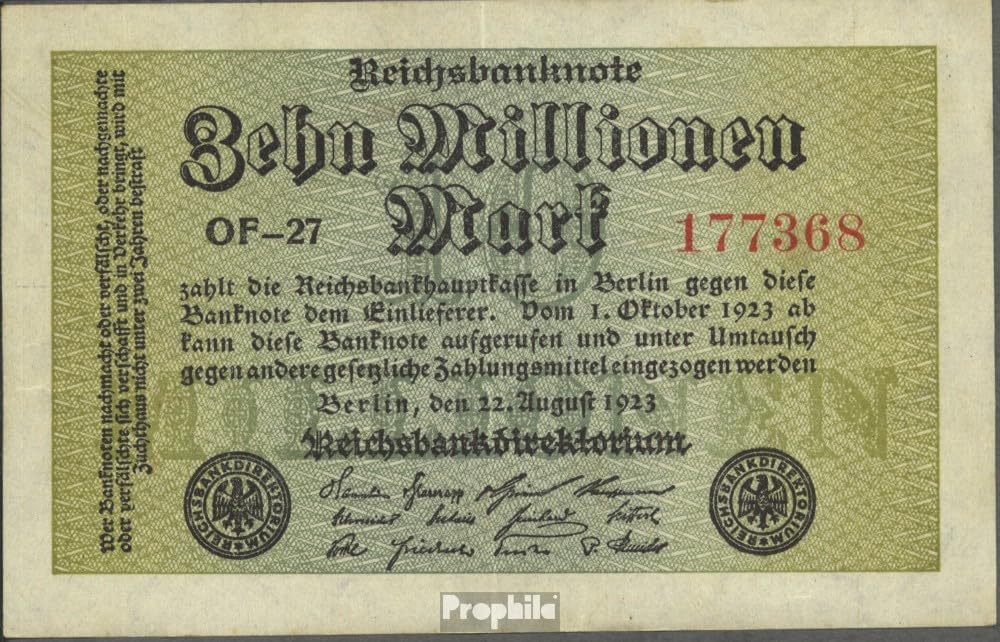 Reichsbanknote
Zehn Millionen
Mark
10
OF-27
177368
zahlt die Reichsbankhauptkasse in Berlin gegen diese
Banknote dem Einlieferer. Vom 1. Oktober 1923 ab
kann diese Banknote aufgerufen und unter Umtausch
gegen andere gesetzliche Zahlungsmittel eingezogen werden
MILLIONEN
Berlin, den 22. August 1923
Reichsbankdirektorium
REICHSBANKDIREKTORIUM
REICHSBANKDIREKTORIUM
Wer Banknoten nachmacht oder verfälscht, oder nachgemachte
oder verfälschte sich verschafft und in Verkehr bringt, wird mit
Zuchthaus nicht unter zwei Jahren bestraft
Prophila